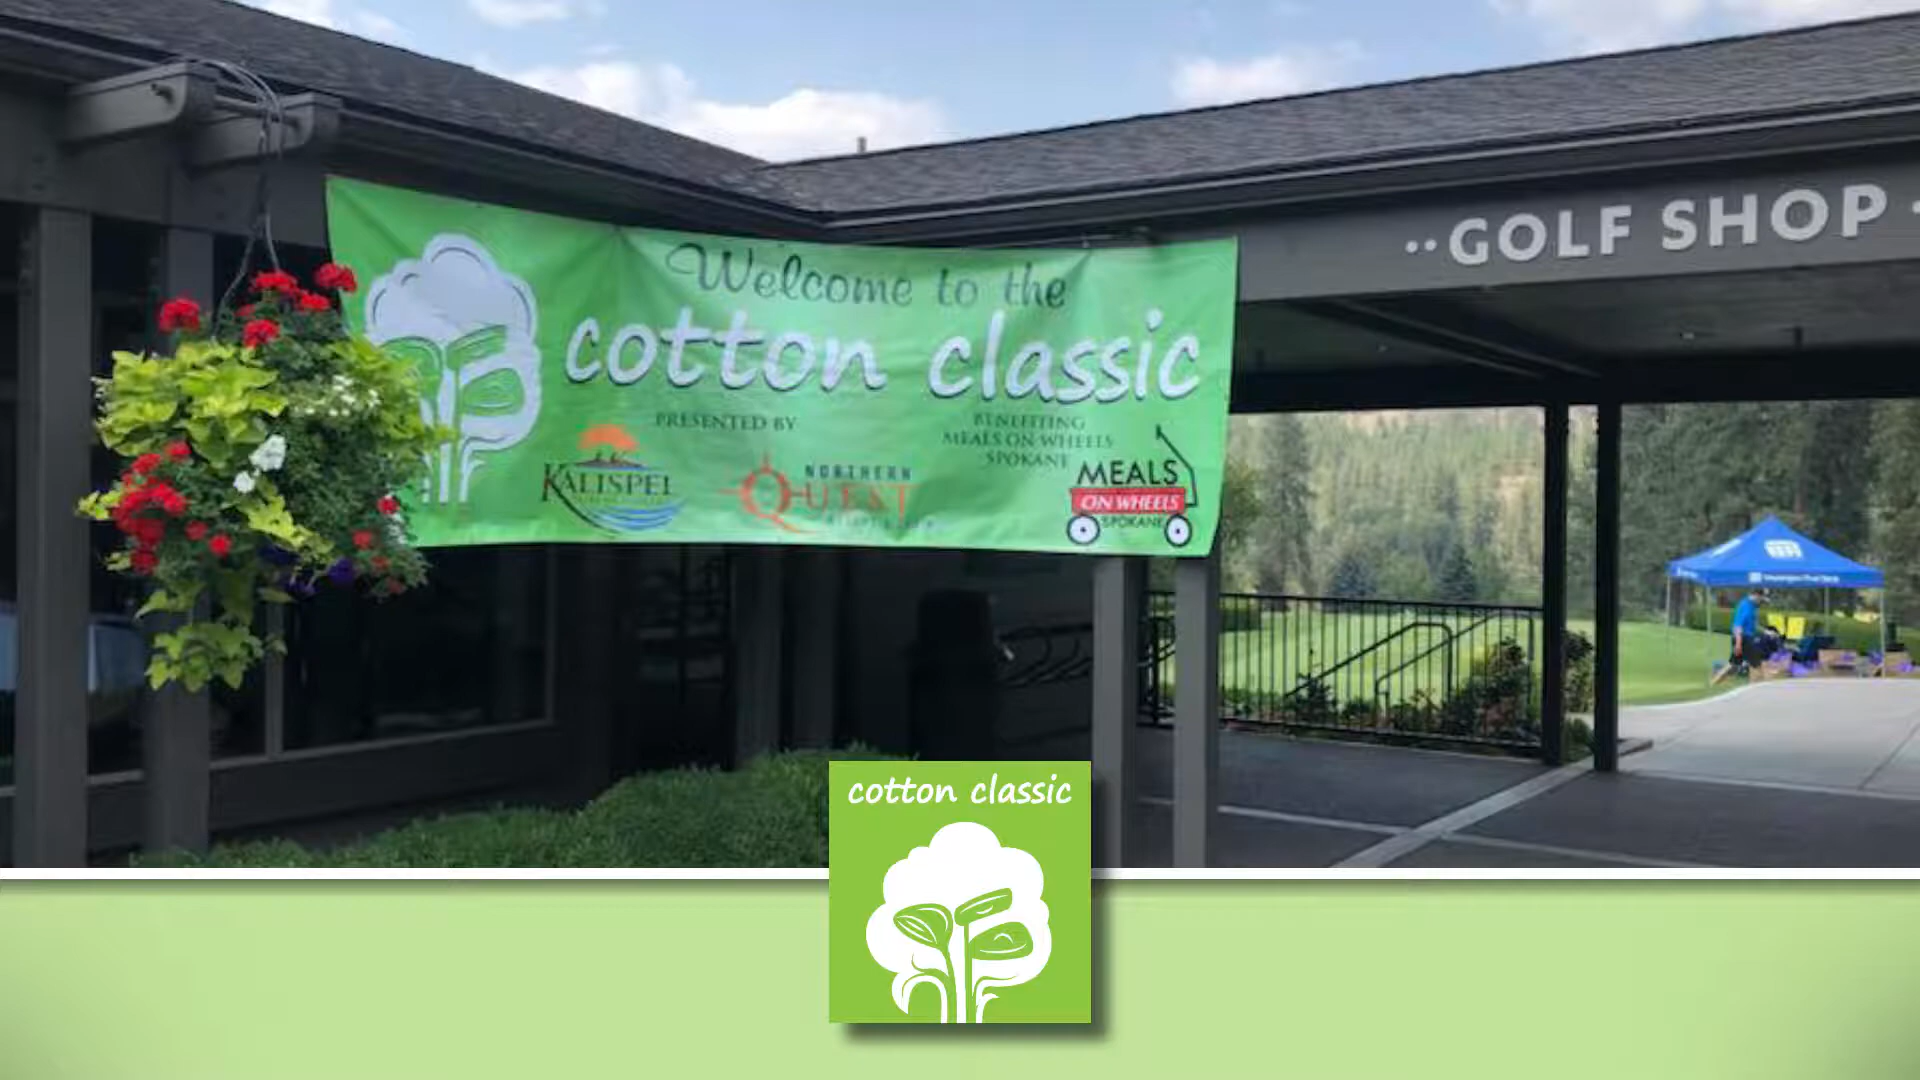 GOLF SHOP
Welcome to the
cotton classic
PRESENTED BY
KALISPEL
NORTHERN
QUEST
BENEFITING
MEALS ON WHEELS
SPOKANE
MEALS
ON WHEELS
SPOKANE
cotton classic